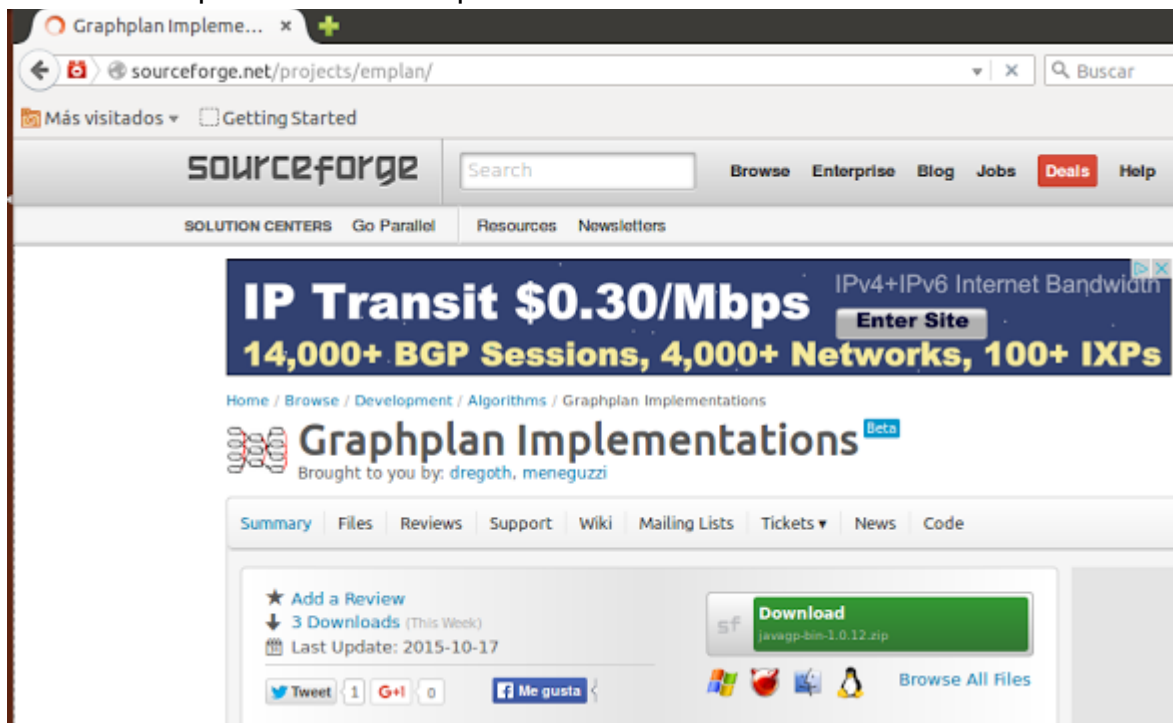 Graphplan Impleme... ×
sourceforge.net/projects/emplan/
Buscar
Más visitados
Getting Started
sourceforge
Search
Browse Enterprise Blog Jobs Deals Help
SOLUTION CENTERS Go Parallel Resources Newsletters
IP Transit $0.30/Mbps
IPv4+IPv6 Internet Bandwidth
Enter Site
14,000+ BGP Sessions, 4,000+ Networks, 100+ IXPs
Home / Browse / Development / Algorithms / Graphplan Implementations
Graphplan Implementations Beta
Brought to you by: dregoth, meneguzzi
Summary Files Reviews Support Wiki Mailing Lists Tickets ▾ News Code
Add a Review
3 Downloads (This Week)
Last Update: 2015-10-17
Tweet 1 G+1 0 Me gusta
sf Download
javagp-bin-1.0.12.zip
Browse All Files